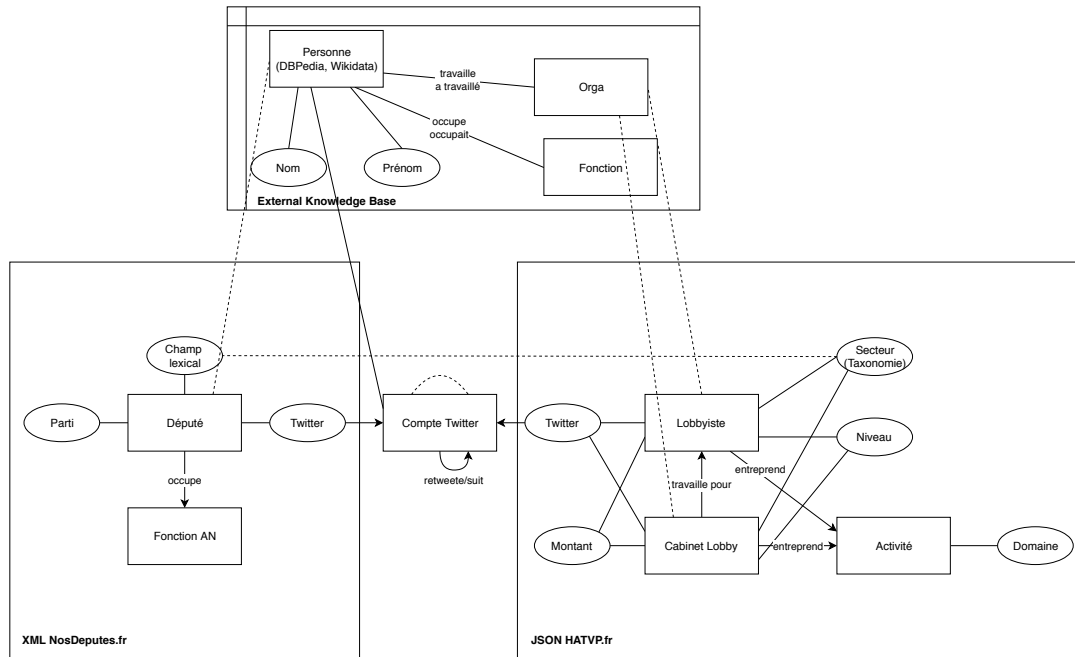 Personne
(DBPedia, Wikidata)
travaille
a travaillé
Orga
occupe
occupait
Nom
Prénom
Fonction
External Knowledge Base
Champ
lexical
Secteur
(Taxonomie)
Parti
Député
Twitter
Compte Twitter
Twitter
Lobbyiste
Niveau
occupe
retweete/suit
entreprend
travaille pour
Fonction AN
Montant
Cabinet Lobby
entreprend
Activité
Domaine
XML NosDeputes.fr
JSON HATVP.fr